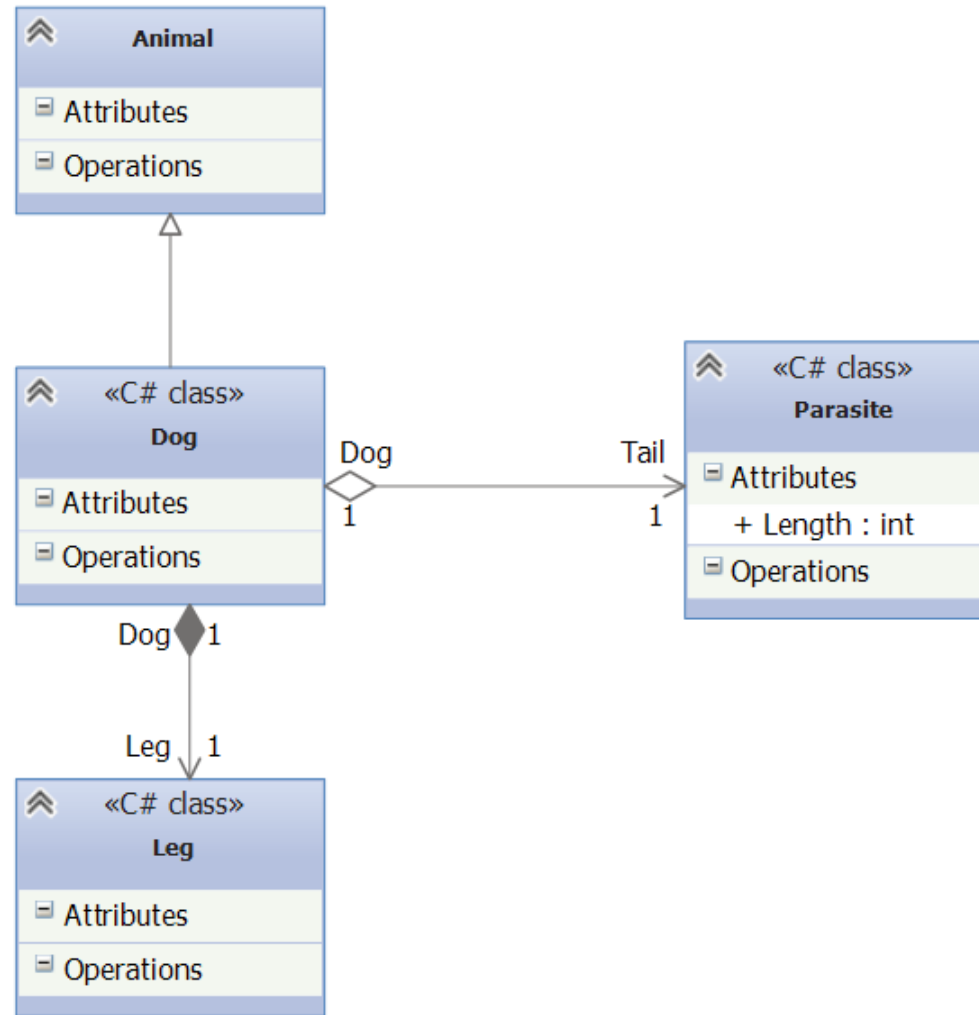 Animal
Attributes
Operations
«C# class»
Dog
Attributes
Operations
Dog
1
Tail
1
«C# class»
Parasite
Attributes
+ Length : int
Operations
Dog 1
Leg 1
«C# class»
Leg
Attributes
Operations